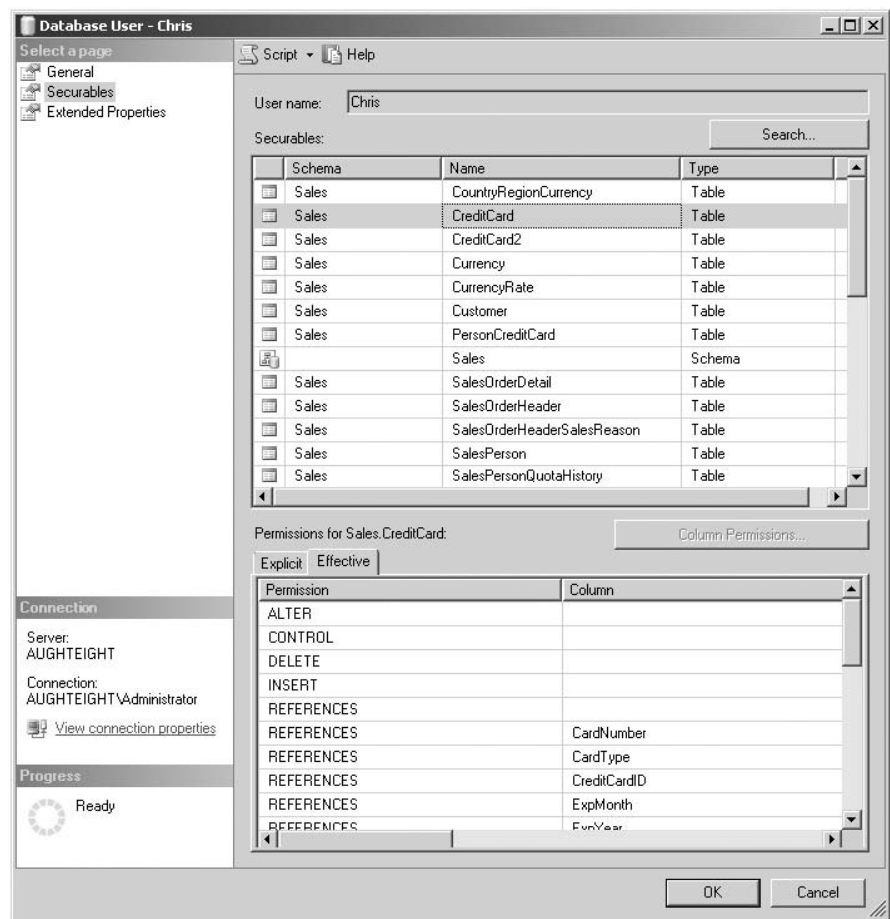 Database User - Chris
Select a page
General
Securables
Extended Properties
Script Help
User name: Chris
Securables: Search...
Schema Name Type
Sales CountryRegionCurrency Table
Sales CreditCard Table
Sales CreditCard2 Table
Sales Currency Table
Sales CurrencyRate Table
Sales Customer Table
Sales PersonCreditCard Table
Sales Schema
Sales SalesOrderDetail Table
Sales SalesOrderHeader Table
Sales SalesOrderHeaderSalesReason Table
Sales SalesPerson Table
Sales SalesPersonQuotaHistory Table
Permissions for Sales.CreditCard: Column Permissions...
Explicit Effective
Permission Column
ALTER
CONTROL
DELETE
INSERT
REFERENCES
REFERENCES CardNumber
REFERENCES CardType
REFERENCES CreditCardID
REFERENCES ExpMonth
REFERENCES ExpYear
Connection
Server:
AUGHTEIGHT
Connection:
AUGHTEIGHT\Administrator
View connection properties
Progress
Ready
OK Cancel